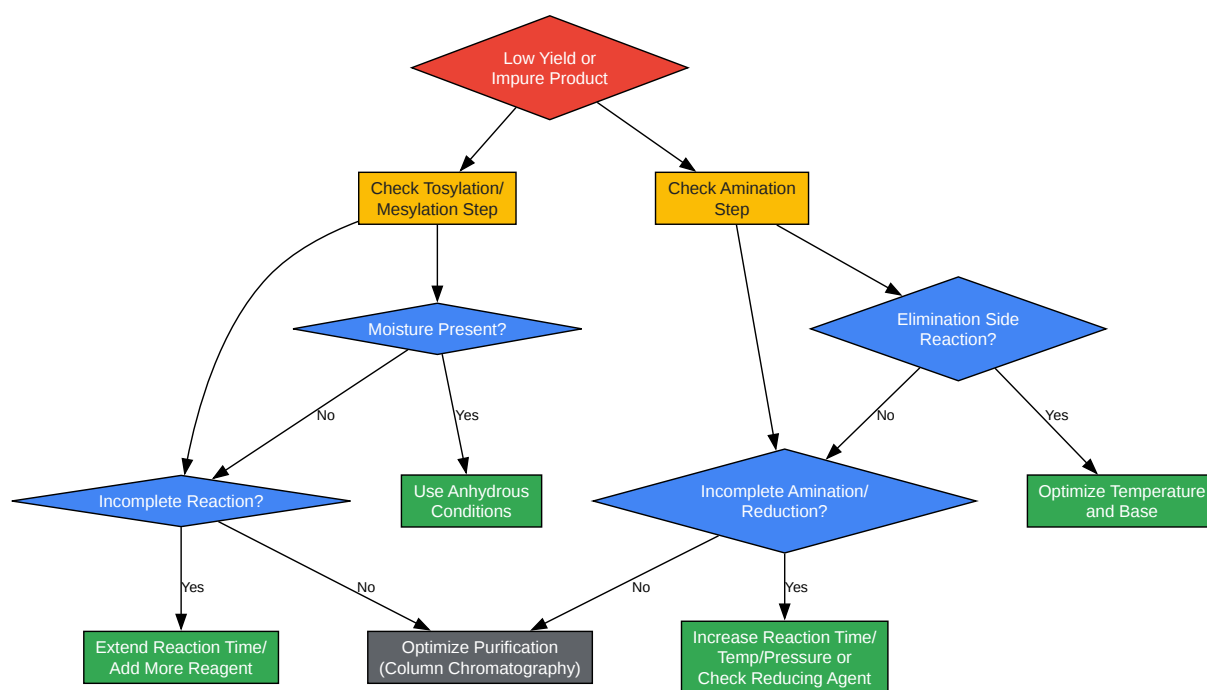 Low Yield or
Impure Product
Check Tosylation/
Mesylation Step
Check Amination
Step
Moisture Present?
Elimination Side
Reaction?
No
Yes
No
Yes
Incomplete Reaction?
Use Anhydrous
Conditions
Incomplete Amination/
Reduction?
Optimize Temperature
and Base
Yes
No
No
Yes
Extend Reaction Time/
Add More Reagent
Optimize Purification
(Column Chromatography)
Increase Reaction Time/
Temp/Pressure or
Check Reducing Agent